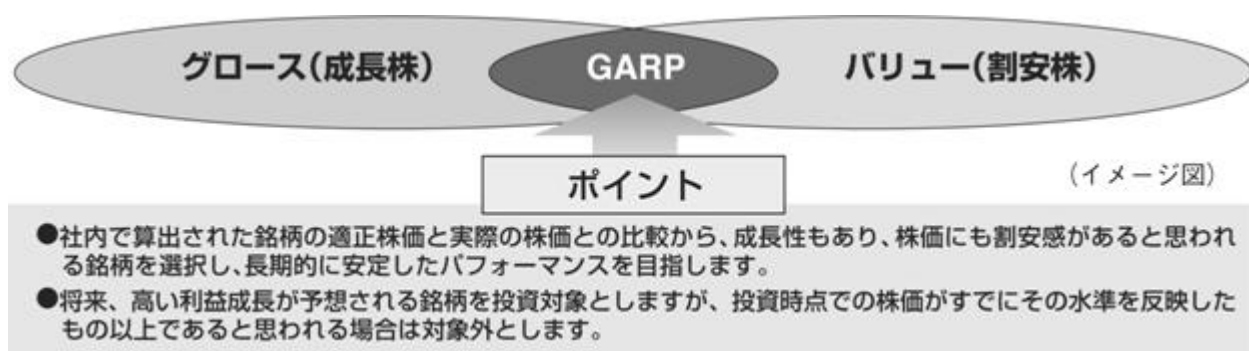 グロース(成長株) GARP バリュー(割安株)
ポイント
(イメージ図)
●社内で算出された銘柄の適正株価と実際の株価との比較から、成長性もあり、株価にも割安感があると思われ
る銘柄を選択し、長期的に安定したパフォーマンスを目指します。
●将来、高い利益成長が予想される銘柄を投資対象としますが、投資時点での株価がすでにその水準を反映した
もの以上であると思われる場合は対象外とします。